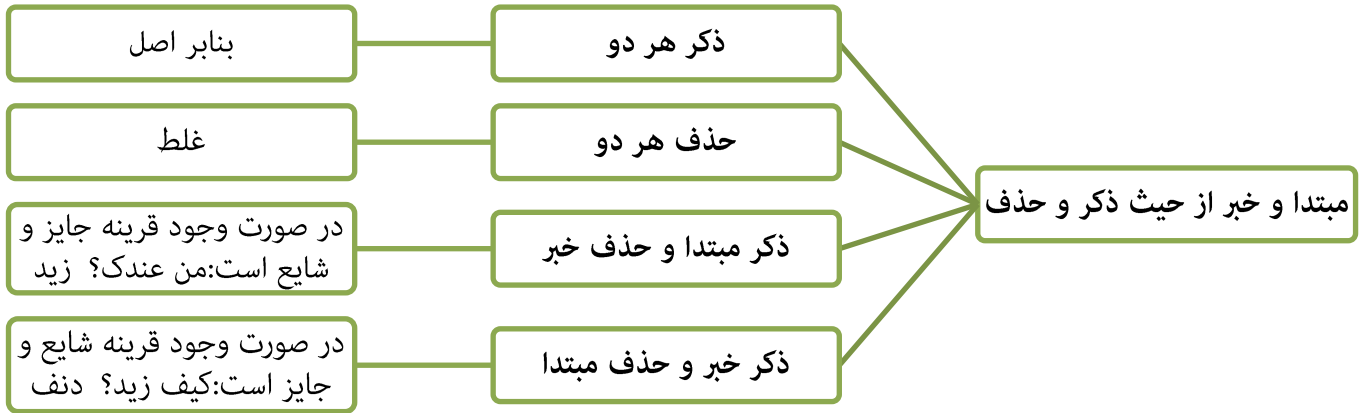 مبتدا و خبر از حیث ذکر و حذف
ذکر هر دو
بنابر اصل
حذف هر دو
غلط
ذکر مبتدا و حذف خبر
در صورت وجود قرینه جایز و
شایع است:من عندک؟ زید
ذکر خبر و حذف مبتدا
در صورت وجود قرینه شایع و
جایز است:کیف زید؟ دنف